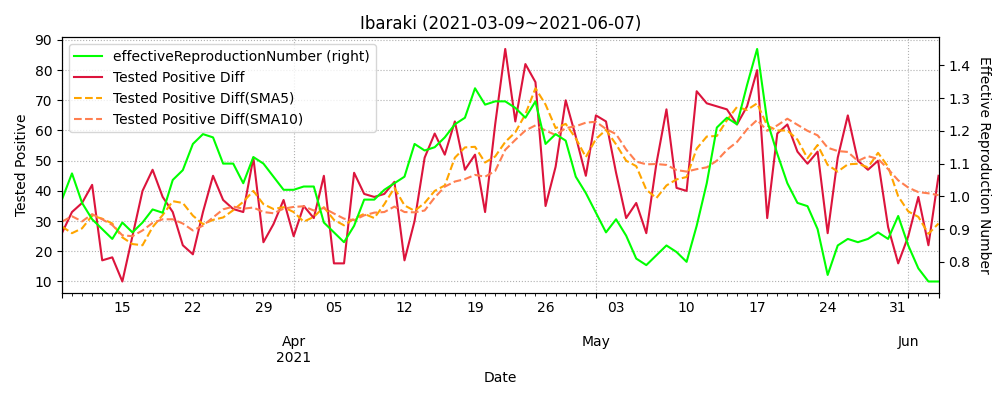 Ibaraki (2021-03-09~2021-06-07)
effectiveReproductionNumber (right)
Tested Positive Diff
Tested Positive Diff(SMA5)
Tested Positive Diff(SMA10)
Tested Positive
90
80
70
60
50
40
30
20
10
1.4
1.3
1.2
1.1
1.0
0.9
0.8
Effective Reproduction Number
15 22 29 05 12 19 26 03 10 17 24 31
Apr May Jun
2021
Date